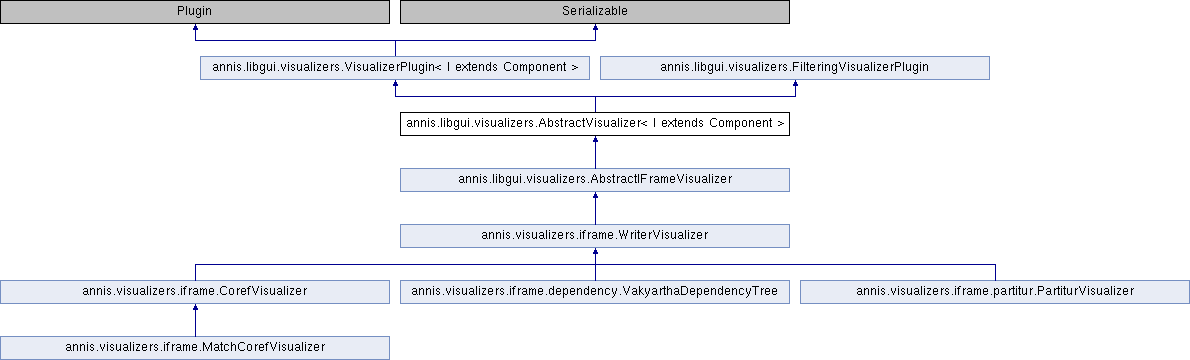 Plugin
Serializable
annis.libgui.visualizers.VisualizerPlugin< I extends Component >
annis.libgui.visualizers.FilteringVisualizerPlugin
annis.libgui.visualizers.AbstractVisualizer< I extends Component >
annis.libgui.visualizers.AbstractIFrameVisualizer
annis.visualizers.iframe.WriterVisualizer
annis.visualizers.iframe.CorefVisualizer
annis.visualizers.iframe.dependency.VakyarthaDependencyTree
annis.visualizers.iframe.partitur.PartiturVisualizer
annis.visualizers.iframe.MatchCorefVisualizer